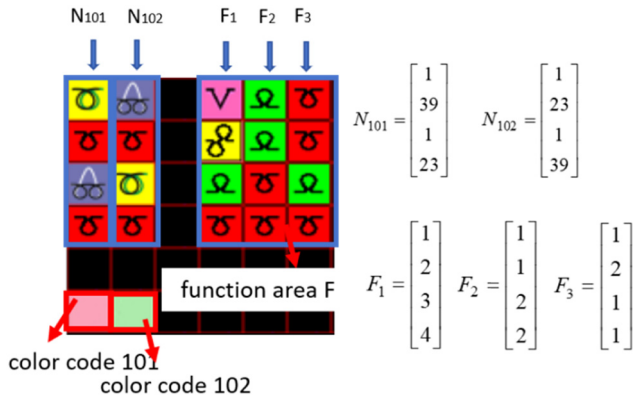 N101 N102 F1 F2 F3
N101 = [1 39 1 23]
N102 = [1 23 1 39]
function area F
F1 = [1 2 3 4]
F2 = [1 1 2 2]
F3 = [1 2 1 1]
color code 101
color code 102